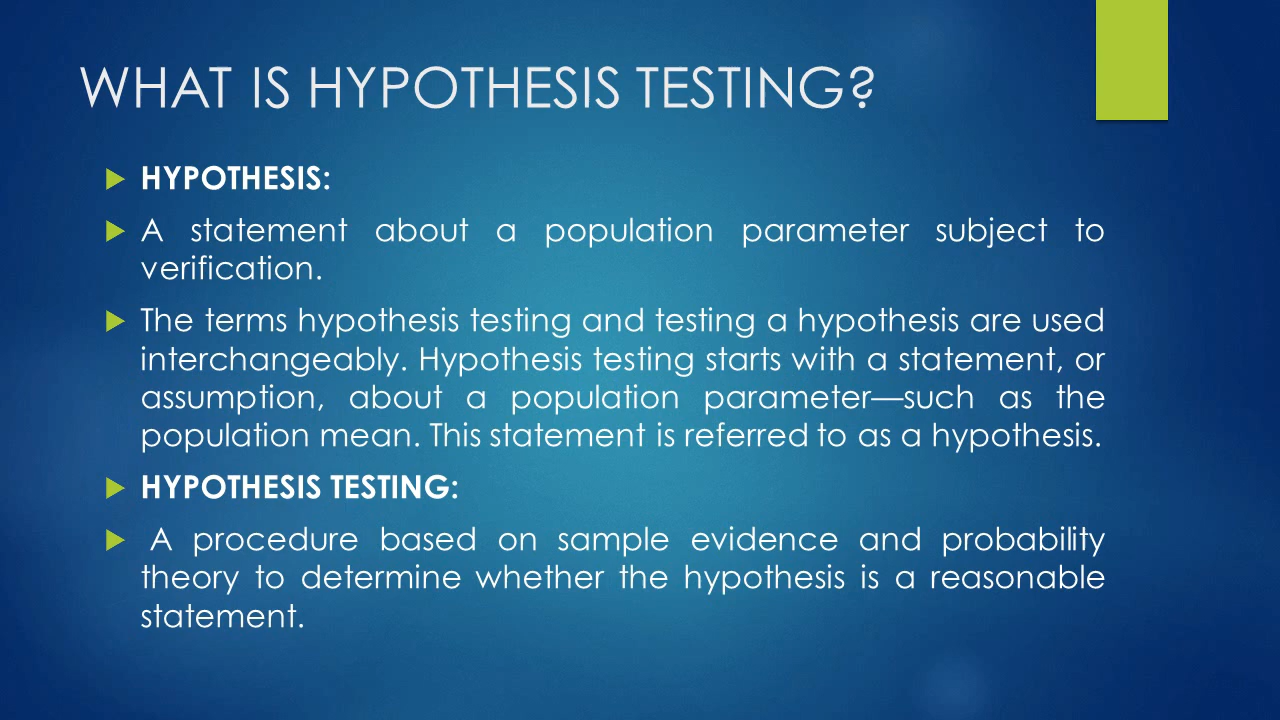 WHAT IS HYPOTHESIS TESTING?
HYPOTHESIS:
A statement about a population parameter subject to
verification.
The terms hypothesis testing and testing a hypothesis are used
interchangeably. Hypothesis testing starts with a statement, or
assumption, about a population parameter—such as the
population mean. This statement is referred to as a hypothesis.
HYPOTHESIS TESTING:
A procedure based on sample evidence and probability
theory to determine whether the hypothesis is a reasonable
statement.